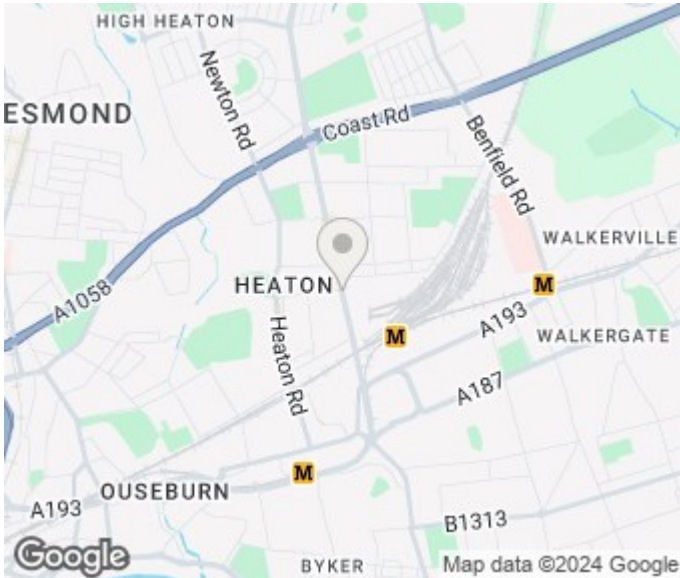 HIGH HEATON
Newton Rd
ESMOND
Coast Rd
Benfield Rd
WALKERVILLE
HEATON
A1058
M
A193
M
Heaton Rd
WALKERGATE
A187
M
OUSEBURN
A193
B1313
Google
BYKER
Map data ©2024 Google